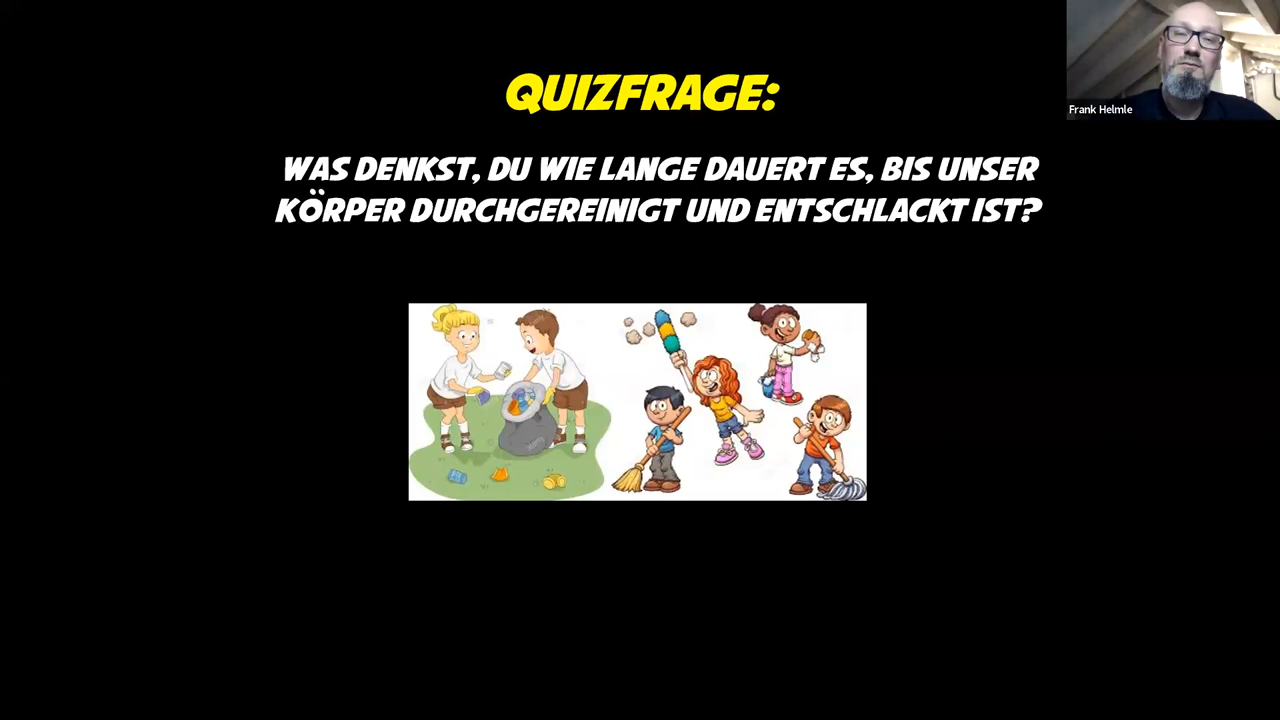 QUIZFRAGE:
WAS DENKST, DU WIE LANGE DAUERT ES, BIS UNSER
KÖRPER DURCHGEREINIGT UND ENTSCHLACKT IST?
Frank Helmle